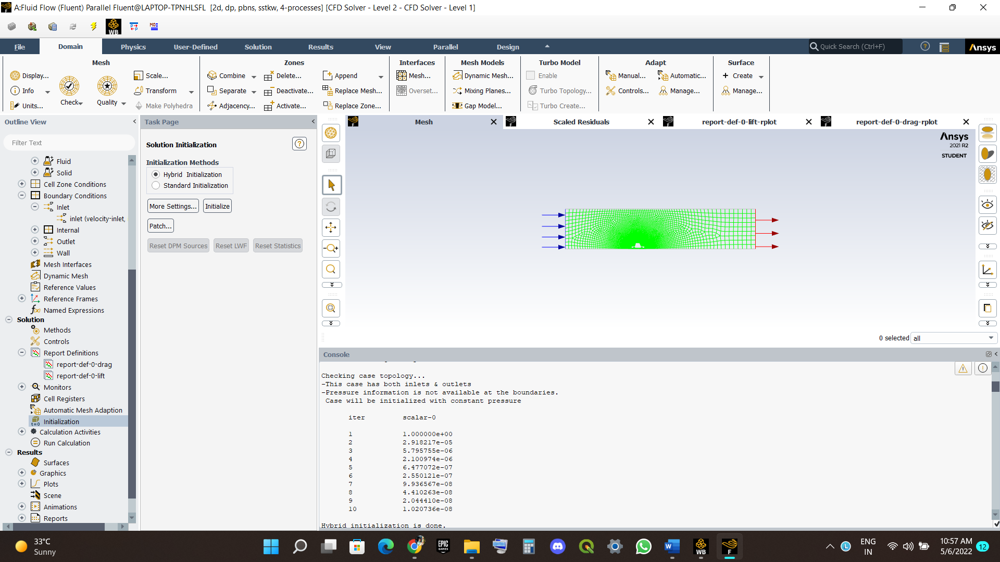 A:Fluid Flow (Fluent) Parallel Fluent@LAPTOP-TPNHLSFL [2d, dp, pbns, sstkw, 4-processes] [CFD Solver - Level 2 - CFD Solver - Level 1]
WB
File Domain Physics User-Defined Solution Results View Parallel Design Quick Search (Ctrl+F) Ansys
Mesh Zones Interfaces Mesh Models Turbo Model Adapt Surface
Display... Scale... Combine Delete... Append Mesh... Dynamic Mesh... Enable Manual... Automatic... Create
Info Transform Separate Deactivate... Replace Mesh... Overset... Mixing Planes... Turbo Topology... Controls... Manage... Manage...
Check Quality
Units... Make Polyhedra Adjacency... Activate... Replace Zone... Gap Model... Turbo Create...
Outline View
Filter Text
Fluid
Solid
Cell Zone Conditions
Boundary Conditions
Inlet
inlet (velocity-inlet,
Internal
Outlet
Wall
Mesh Interfaces
Dynamic Mesh
Reference Values
Reference Frames
Named Expressions
Solution
Methods
Controls
Report Definitions
report-def-0-drag
report-def-0-lift
Monitors
Cell Registers
Automatic Mesh Adaption
t=0 Initialization
Calculation Activities
Run Calculation
Results
Surfaces
Graphics
Plots
Scene
Animations
Reports
Task Page
Solution Initialization
Initialization Methods
Hybrid Initialization
Standard Initialization
More Settings... Initialize
Patch...
Reset DPM Sources Reset LWF Reset Statistics
Mesh Scaled Residuals report-def-0-lift-rplot report-def-0-drag-rplot
Ansys
2021 R2
STUDENT
0 selected all
Console
Checking case topology...
-This case has both inlets & outlets
-Pressure information is not available at the boundaries.
Case will be initialized with constant pressure
iter scalar-0
1 1.000000e+00
2 2.918217e-05
3 5.795755e-06
4 2.100974e-06
5 6.477072e-07
6 2.550121e-07
7 9.936567e-08
8 4.410263e-08
9 2.044410e-08
10 1.020736e-08
Hybrid initialization is done.
33°C
Sunny
EPIC GAMES
WB
F
ENG
IN
10:57 AM
5/6/2022
12